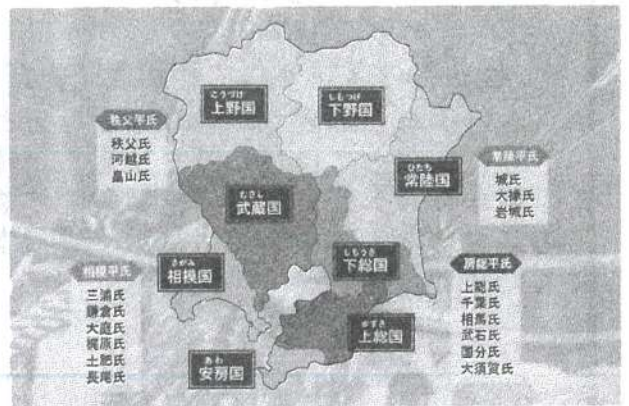 こうづけ
上野国
しもつけ
下野国
秩父平氏
秩父氏
河越氏
畠山氏
ひたち
常陸国
常陸平氏
城氏
大掾氏
岩城氏
むさし
武蔵国
さがみ
相模国
しもうさ
下総国
相模平氏
三浦氏
鎌倉氏
大庭氏
梶原氏
土肥氏
長尾氏
房総平氏
上総氏
千葉氏
相馬氏
武石氏
国分氏
大須賀氏
かずさ
上総国
あわ
安房国